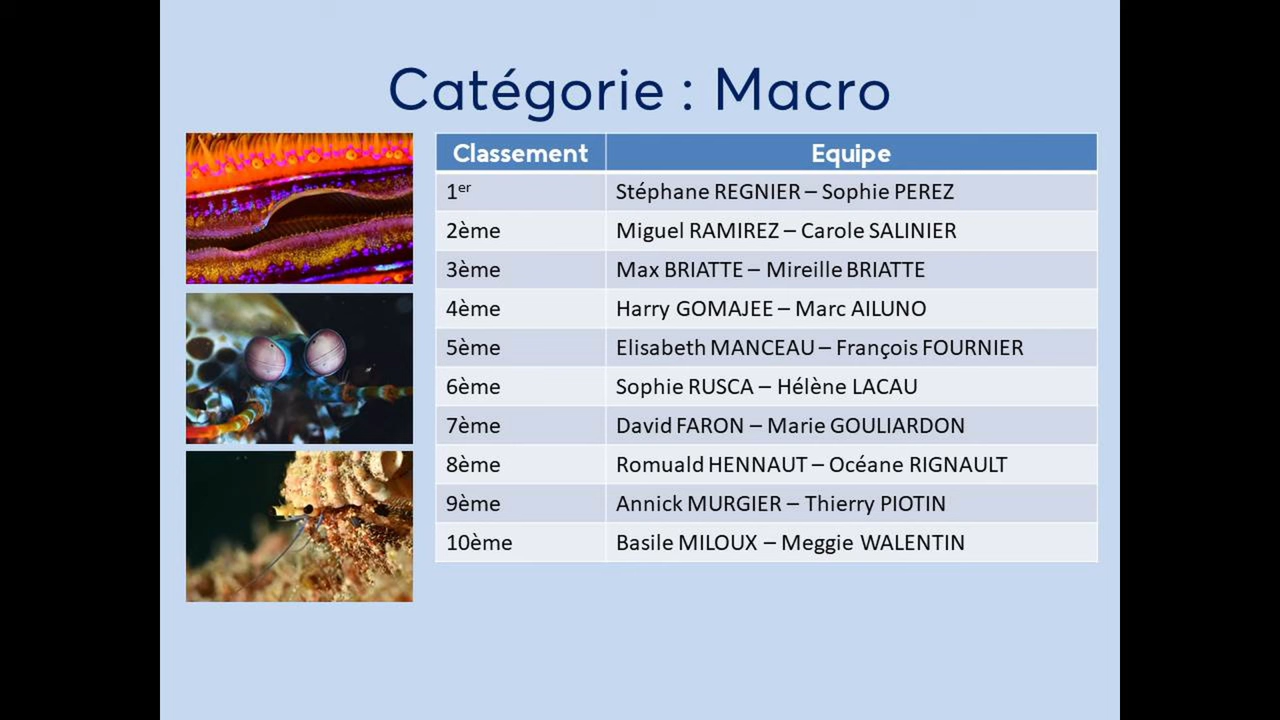 Catégorie : Macro
Classement Equipe
1er Stéphane REGNIER – Sophie PEREZ
2ème Miguel RAMIREZ – Carole SALINIER
3ème Max BRIATTE – Mireille BRIATTE
4ème Harry GOMAJEE – Marc AILUNO
5ème Elisabeth MANCEAU – François FOURNIER
6ème Sophie RUSCA – Hélène LACAU
7ème David FARON – Marie GOULIARDON
8ème Romuald HENNAUT – Océane RIGNAULT
9ème Annick MURGIER – Thierry PIOTIN
10ème Basile MILOUX – Meggie WALENTIN